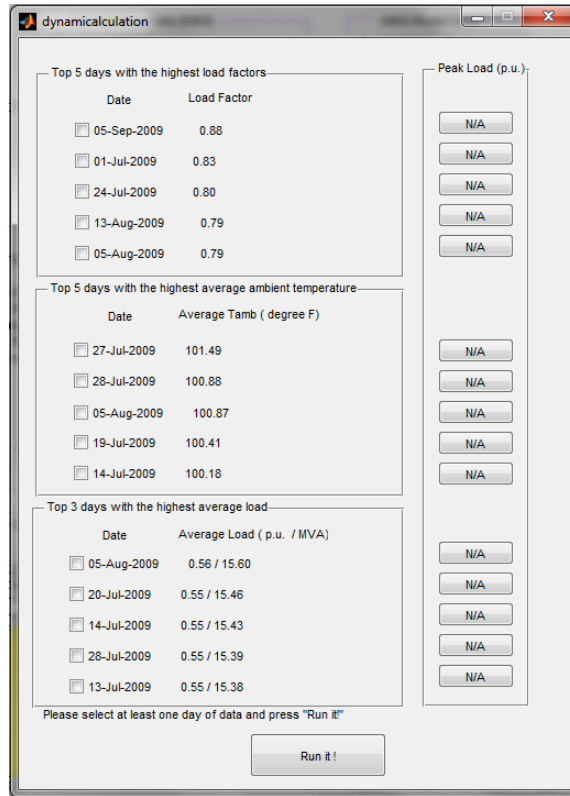 dynamicalculation
Top 5 days with the highest load factors
Peak Load (p.u.)
Date Load Factor
05-Sep-2009 0.88 N/A
01-Jul-2009 0.83 N/A
24-Jul-2009 0.80 N/A
13-Aug-2009 0.79 N/A
05-Aug-2009 0.79 N/A
Top 5 days with the highest average ambient temperature
Date Average Tamb ( degree F)
27-Jul-2009 101.49 N/A
28-Jul-2009 100.88 N/A
05-Aug-2009 100.87 N/A
19-Jul-2009 100.41 N/A
14-Jul-2009 100.18 N/A
Top 3 days with the highest average load
Date Average Load ( p.u. / MVA)
05-Aug-2009 0.56 / 15.60 N/A
20-Jul-2009 0.55 / 15.46 N/A
14-Jul-2009 0.55 / 15.43 N/A
28-Jul-2009 0.55 / 15.39 N/A
13-Jul-2009 0.55 / 15.38 N/A
Please select at least one day of data and press "Run it!"
Run it !